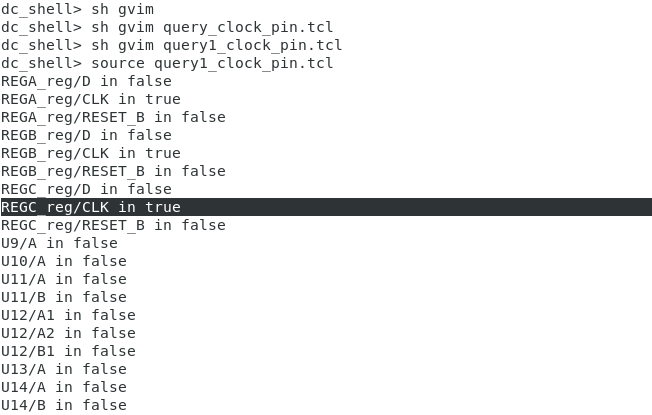 dc_shell> sh gvim
dc_shell> sh gvim query_clock_pin.tcl
dc_shell> sh gvim query1_clock_pin.tcl
dc_shell> source query1_clock_pin.tcl
REGA_reg/D in false
REGA_reg/CLK in true
REGA_reg/RESET_B in false
REGB_reg/D in false
REGB_reg/CLK in true
REGB_reg/RESET_B in false
REGC_reg/D in false
REGC_reg/CLK in true
REGC_reg/RESET_B in false
U9/A in false
U10/A in false
U11/A in false
U11/B in false
U12/A1 in false
U12/A2 in false
U12/B1 in false
U13/A in false
U14/A in false
U14/B in false